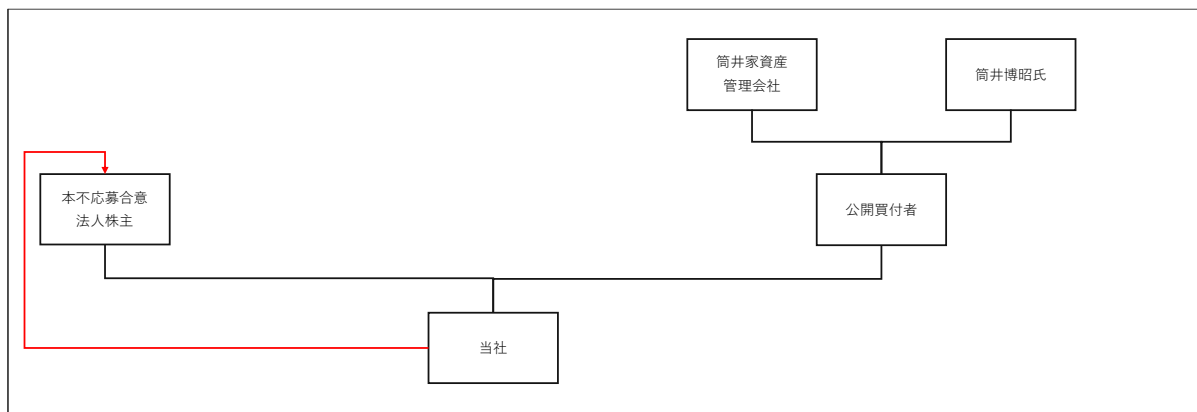 筒井家資産
管理会社
筒井博昭氏
本不応募合意
法人株主
公開買付者
当社